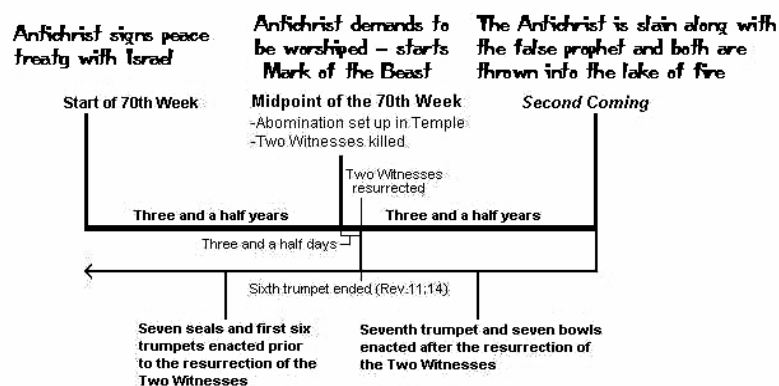 Antichrist signs peace
treaty with Israel
Start of 70th Week
Antichrist demands to
be worshiped – starts
Mark of the Beast
Midpoint of the 70th Week
-Abomination set up in Temple
-Two Witnesses killed
The Antichrist is slain along with
the false prophet and both are
thrown into the lake of fire
Second Coming
Two Witnesses
resurrected
Three and a half years
Three and a half years
Three and a half days
Sixth trumpet ended (Rev.11:14)
Seven seals and first six
trumpets enacted prior
to the resurrection of the
Two Witnesses
Seventh trumpet and seven bowls
enacted after the resurrection of
the Two Witnesses